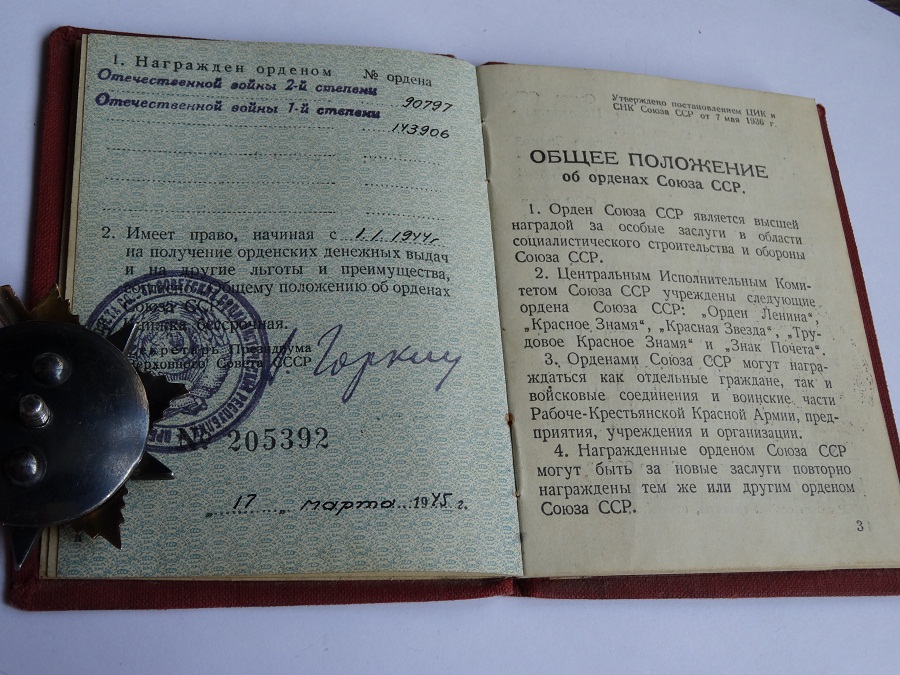 1. Награжден орденом № ордена
Отечественной войны 2-й степени 90797
Отечественной войны 1-й степени 143906
2. Имеет право, начиная с 1.1.1944г
на получение орденских денежных выдач
и на другие льготы и преимущества,
согласно Общему положению об орденах
Союза ССР.
Книжка бессрочная.
Секретарь Президиума
Верховного Совета СССР
Горкин
№ 205392
17 марта 1945 г.
Утверждено постановлением ЦИК и
СНК Союза ССР от 7 мая 1936 г.
ОБЩЕЕ ПОЛОЖЕНИЕ
об орденах Союза ССР.
1. Орден Союза ССР является высшей
наградой за особые заслуги в области
социалистического строительства и обороны
Союза ССР.
2. Центральным Исполнительным Коми-
тетом Союза ССР учреждены следующие
ордена Союза ССР: „Орден Ленина“,
„Красное Знамя“, „Красная Звезда“, „Тру-
довое Красное Знамя“ и „Знак Почета“.
3. Орденами Союза ССР могут награ-
ждаться как отдельные граждане, так и
войсковые соединения и воинские части
Рабоче-Крестьянской Красной Армии, пред-
приятия, учреждения и организации.
4. Награжденные орденом Союза ССР
могут быть за новые заслуги повторно
награждены тем же или другим орденом
Союза ССР.
3